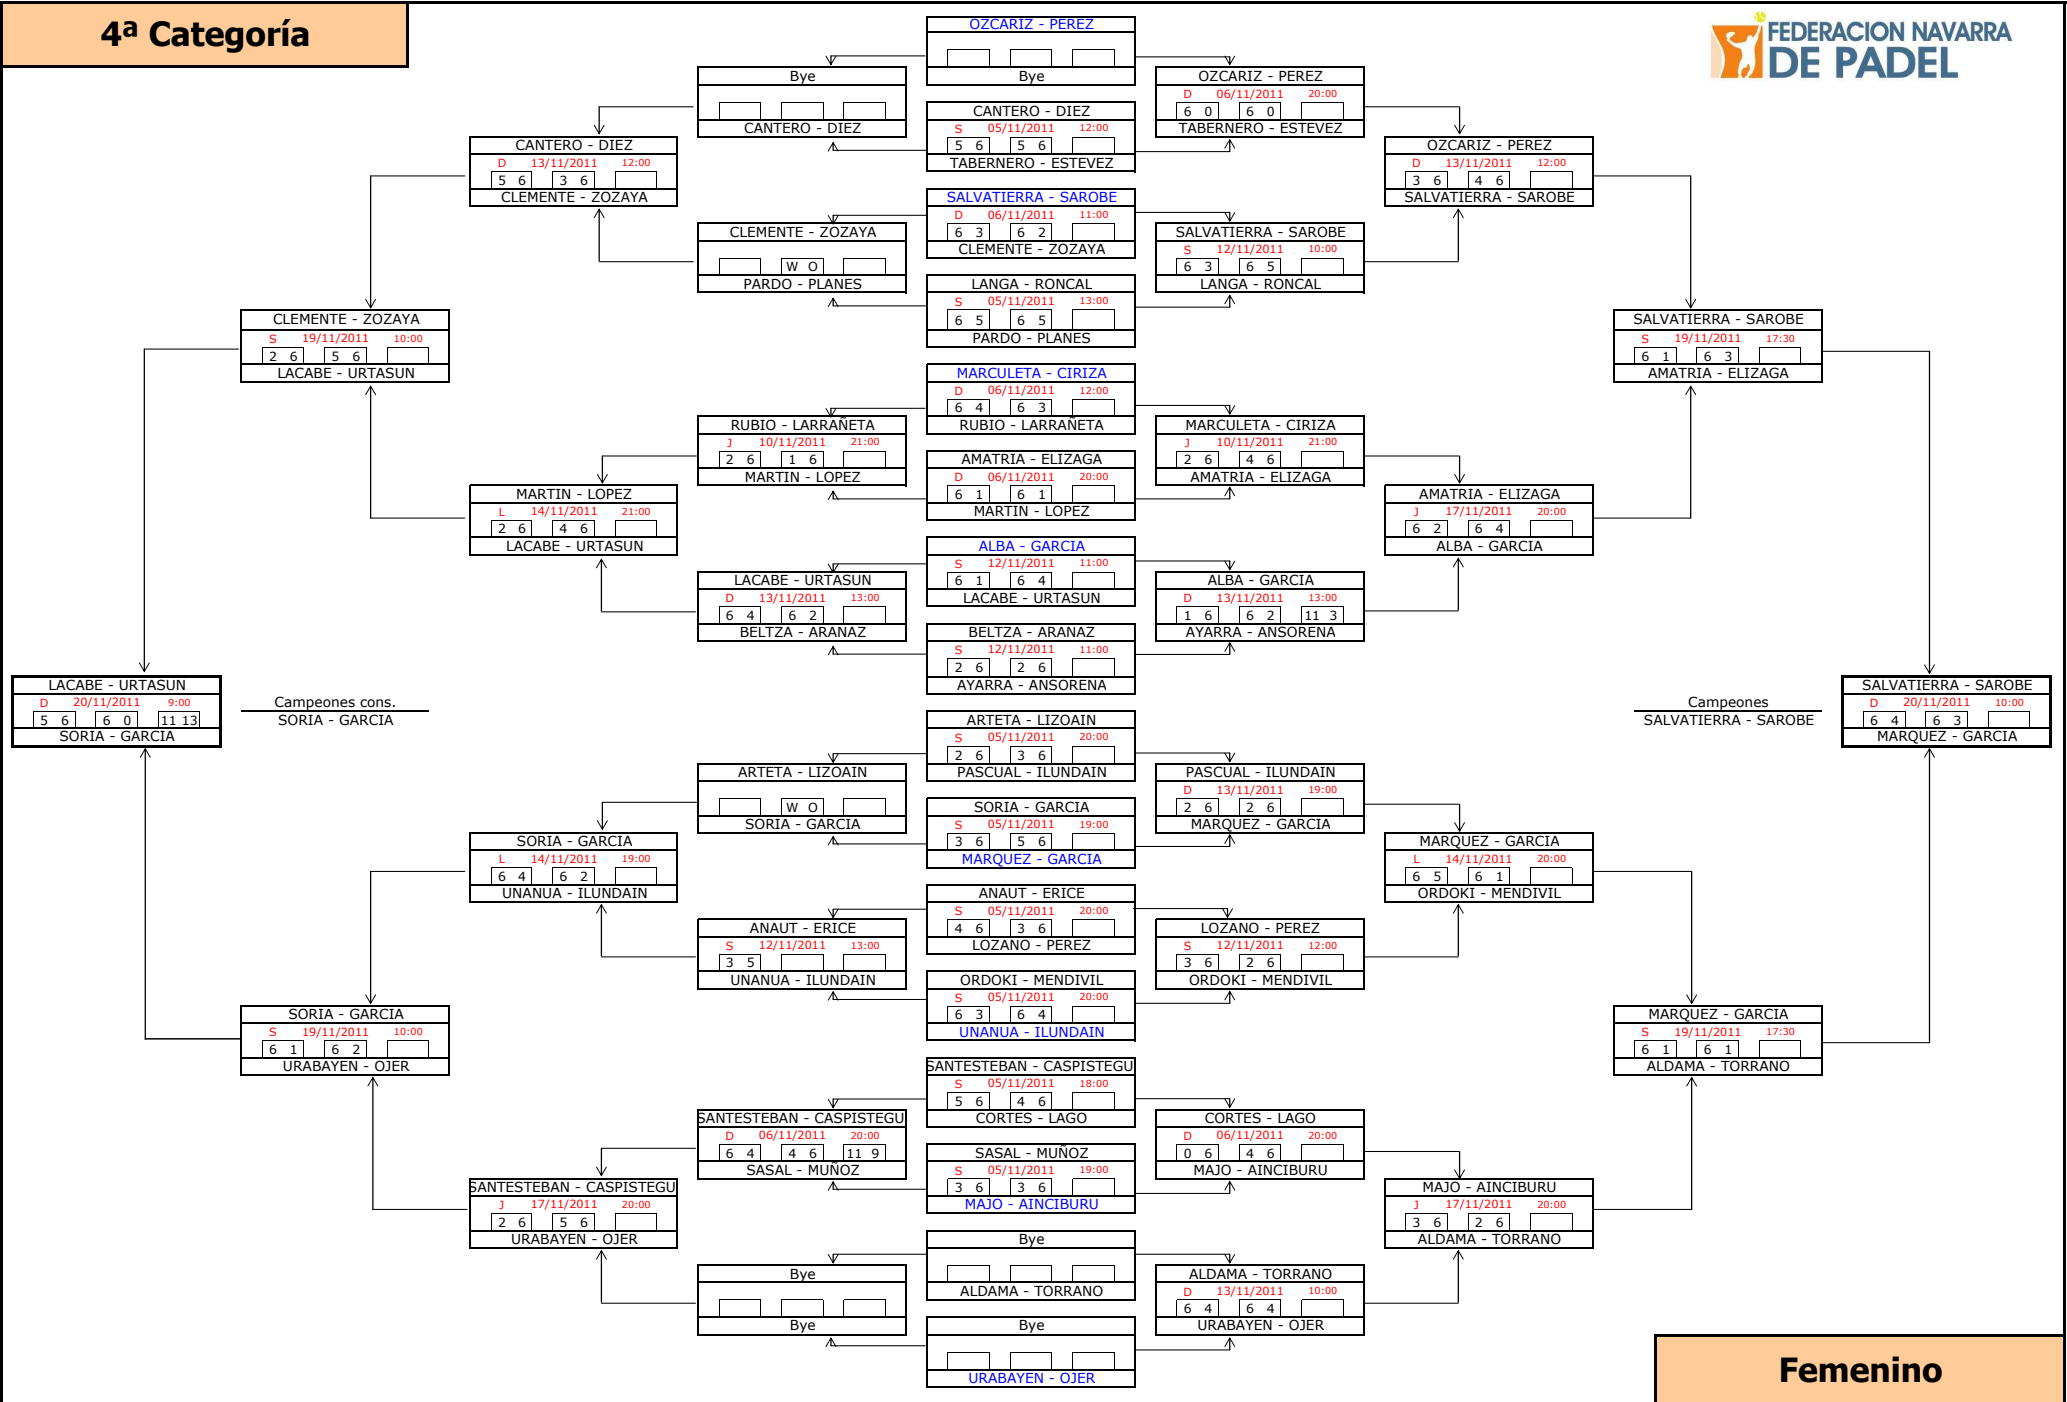 4ª Categoría
FEDERACION NAVARRA
DE PADEL
OZCARIZ - PEREZ
Bye
CANTERO - DIEZ
S 05/11/2011 12:00
5 6 5 6
TABERNERO - ESTEVEZ
SALVATIERRA - SAROBE
D 06/11/2011 11:00
6 3 6 2
CLEMENTE - ZOZAYA
LANGA - RONCAL
S 05/11/2011 13:00
6 5 6 5
PARDO - PLANES
MARCULETA - CIRIZA
D 06/11/2011 12:00
6 4 6 3
RUBIO - LARRAÑETA
AMATRIA - ELIZAGA
D 06/11/2011 20:00
6 1 6 1
MARTIN - LOPEZ
ALBA - GARCIA
S 12/11/2011 11:00
6 1 6 4
LACABE - URTASUN
BELTZA - ARANAZ
S 12/11/2011 11:00
2 6 2 6
AYARRA - ANSORENA
ARTETA - LIZOAIN
S 05/11/2011 20:00
2 6 3 6
PASCUAL - ILUNDAIN
SORIA - GARCIA
S 05/11/2011 19:00
3 6 5 6
MARQUEZ - GARCIA
ANAUT - ERICE
S 05/11/2011 20:00
4 6 3 6
LOZANO - PEREZ
ORDOKI - MENDIVIL
S 05/11/2011 20:00
6 3 6 4
UNANUA - ILUNDAIN
SANTESTEBAN - CASPISTEGU
S 05/11/2011 18:00
5 6 4 6
CORTES - LAGO
SASAL - MUÑOZ
S 05/11/2011 19:00
3 6 3 6
MAJO - AINCIBURU
Bye
ALDAMA - TORRANO
Bye
URABAYEN - OJER
Bye
CANTERO - DIEZ
CLEMENTE - ZOZAYA
W O
PARDO - PLANES
RUBIO - LARRAÑETA
J 10/11/2011 21:00
2 6 1 6
MARTIN - LOPEZ
LACABE - URTASUN
D 13/11/2011 13:00
6 4 6 2
BELTZA - ARANAZ
ARTETA - LIZOAIN
W O
SORIA - GARCIA
ANAUT - ERICE
S 12/11/2011 13:00
3 5
UNANUA - ILUNDAIN
SANTESTEBAN - CASPISTEGU
D 06/11/2011 20:00
6 4 4 6 11 9
SASAL - MUÑOZ
Bye
Bye
CANTERO - DIEZ
D 13/11/2011 12:00
5 6 3 6
CLEMENTE - ZOZAYA
MARTIN - LOPEZ
L 14/11/2011 21:00
2 6 4 6
LACABE - URTASUN
SORIA - GARCIA
L 14/11/2011 19:00
6 4 6 2
UNANUA - ILUNDAIN
SANTESTEBAN - CASPISTEGU
J 17/11/2011 20:00
2 6 5 6
URABAYEN - OJER
CLEMENTE - ZOZAYA
S 19/11/2011 10:00
2 6 5 6
LACABE - URTASUN
SORIA - GARCIA
S 19/11/2011 10:00
6 1 6 2
URABAYEN - OJER
LACABE - URTASUN
D 20/11/2011 9:00
5 6 6 0 11 13
SORIA - GARCIA
Campeones cons.
SORIA - GARCIA
OZCARIZ - PEREZ
D 06/11/2011 20:00
6 0 6 0
TABERNERO - ESTEVEZ
SALVATIERRA - SAROBE
S 12/11/2011 10:00
6 3 6 5
LANGA - RONCAL
MARCULETA - CIRIZA
J 10/11/2011 21:00
2 6 4 6
AMATRIA - ELIZAGA
ALBA - GARCIA
D 13/11/2011 13:00
1 6 6 2 11 3
AYARRA - ANSORENA
PASCUAL - ILUNDAIN
D 13/11/2011 19:00
2 6 2 6
MARQUEZ - GARCIA
LOZANO - PEREZ
S 12/11/2011 12:00
3 6 2 6
ORDOKI - MENDIVIL
CORTES - LAGO
D 06/11/2011 20:00
0 6 4 6
MAJO - AINCIBURU
ALDAMA - TORRANO
D 13/11/2011 10:00
6 4 6 4
URABAYEN - OJER
OZCARIZ - PEREZ
D 13/11/2011 12:00
3 6 4 6
SALVATIERRA - SAROBE
AMATRIA - ELIZAGA
J 17/11/2011 20:00
6 2 6 4
ALBA - GARCIA
MARQUEZ - GARCIA
L 14/11/2011 20:00
6 5 6 1
ORDOKI - MENDIVIL
MAJO - AINCIBURU
J 17/11/2011 20:00
3 6 2 6
ALDAMA - TORRANO
SALVATIERRA - SAROBE
S 19/11/2011 17:30
6 1 6 3
AMATRIA - ELIZAGA
MARQUEZ - GARCIA
S 19/11/2011 17:30
6 1 6 1
ALDAMA - TORRANO
Campeones
SALVATIERRA - SAROBE
SALVATIERRA - SAROBE
D 20/11/2011 10:00
6 4 6 3
MARQUEZ - GARCIA
Femenino